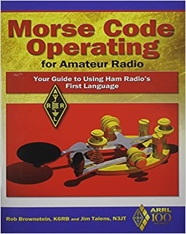 Morse Code
Operating
for Amateur Radio
Your Guide to Using Ham Radio's
First Language
A
R R
L
ARRL
100
Rob Brownstein, K6RB and Jim Talens, N3JT